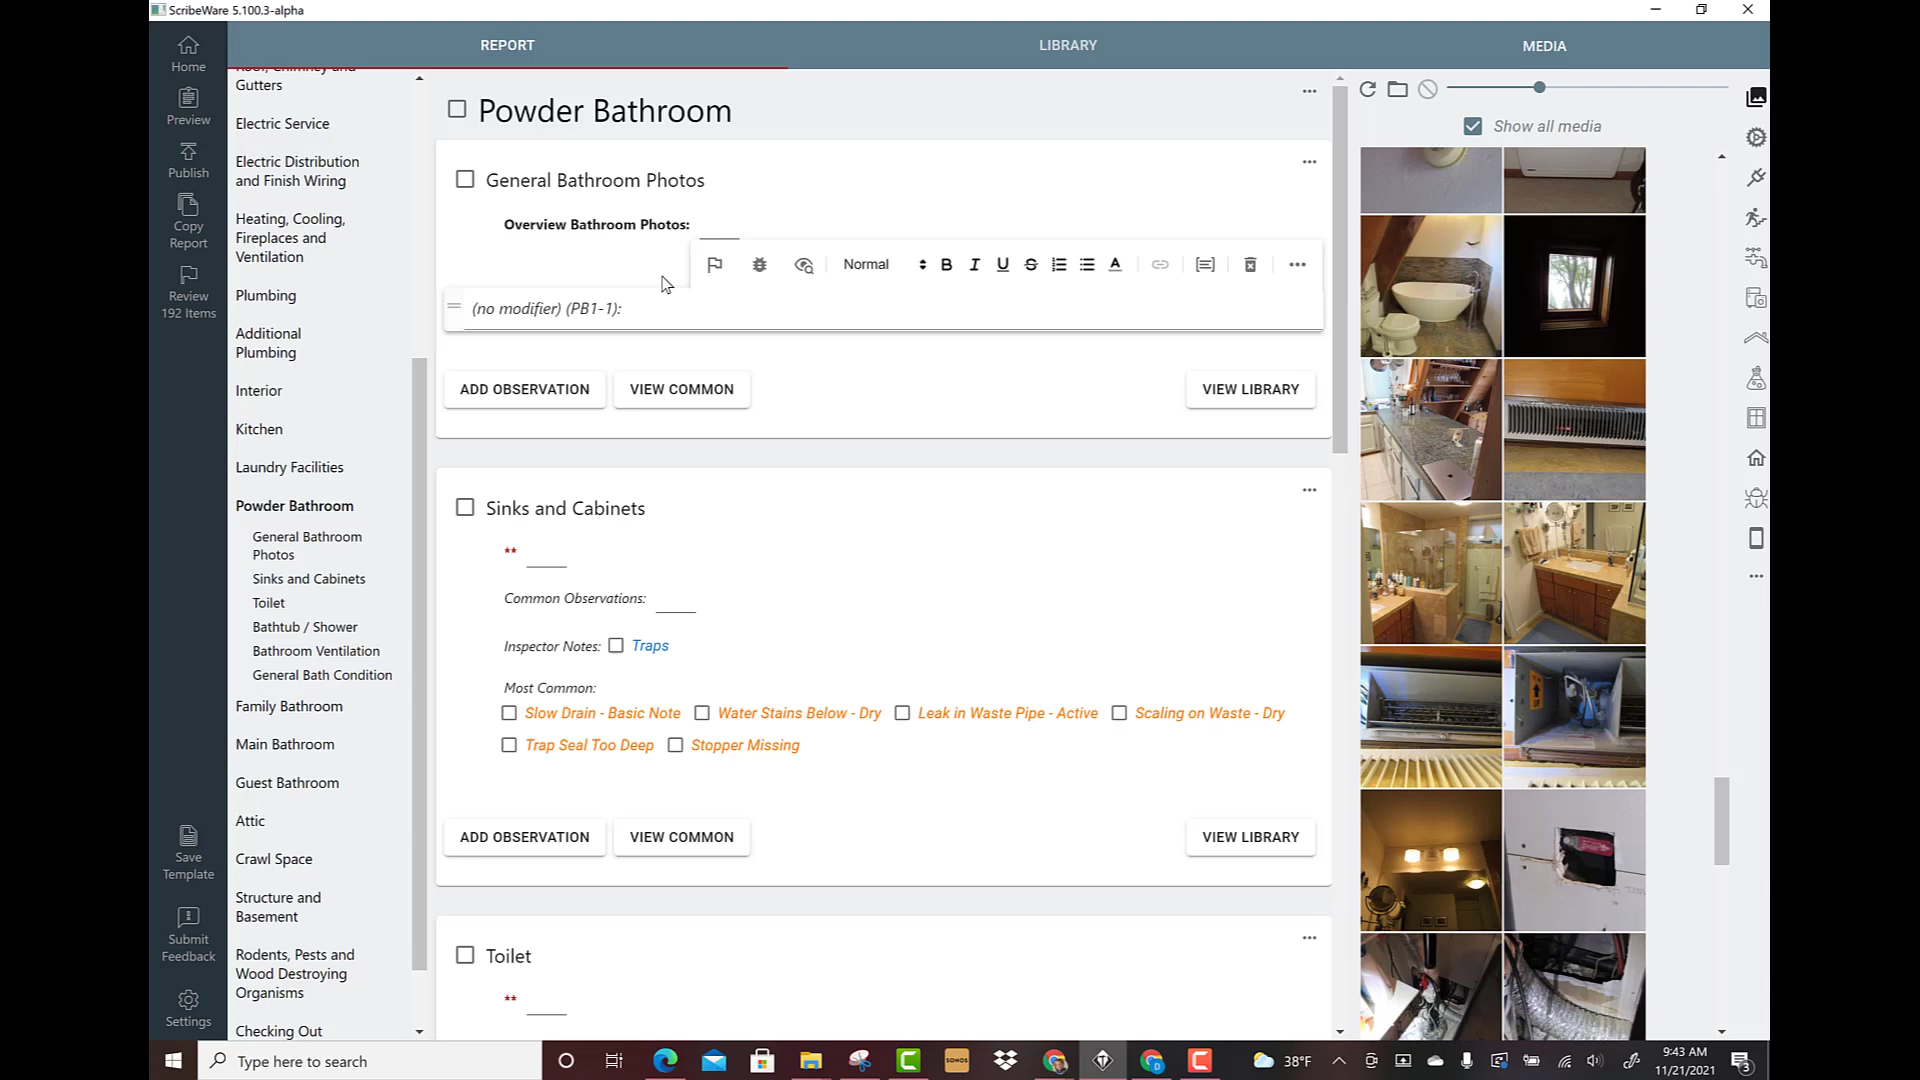 ScribeWare 5.100.3-alpha
REPORT
LIBRARY
MEDIA
Home
Preview
Publish
Copy
Report
Review
192 Items
Save
Template
Submit
Feedback
Settings
Roof, Chimney and
Gutters
Electric Service
Electric Distribution
and Finish Wiring
Heating, Cooling,
Fireplaces and
Ventilation
Plumbing
Additional
Plumbing
Interior
Kitchen
Laundry Facilities
Powder Bathroom
General Bathroom
Photos
Sinks and Cabinets
Toilet
Bathtub / Shower
Bathroom Ventilation
General Bath Condition
Family Bathroom
Main Bathroom
Guest Bathroom
Attic
Crawl Space
Structure and
Basement
Rodents, Pests and
Wood Destroying
Organisms
Checking Out
Powder Bathroom
General Bathroom Photos
Overview Bathroom Photos:
Normal
(no modifier) (PB1-1):
ADD OBSERVATION
VIEW COMMON
VIEW LIBRARY
Sinks and Cabinets
**
Common Observations:
Inspector Notes: Traps
Most Common:
Slow Drain - Basic Note Water Stains Below - Dry Leak in Waste Pipe - Active Scaling on Waste - Dry
Trap Seal Too Deep Stopper Missing
ADD OBSERVATION
VIEW COMMON
VIEW LIBRARY
Toilet
**
Show all media
Type here to search
SONOS
38°F
9:43 AM
11/21/2021
3